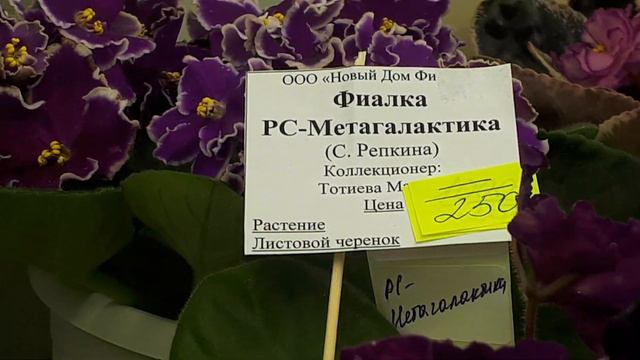 ООО «Новый Дом Фи
Фиалка
РС-Метагалактика
(С. Репкина)
Коллекционер:
Тотиева
Цена
250
Растение
Листовой черенок
РС-
Метагалактика